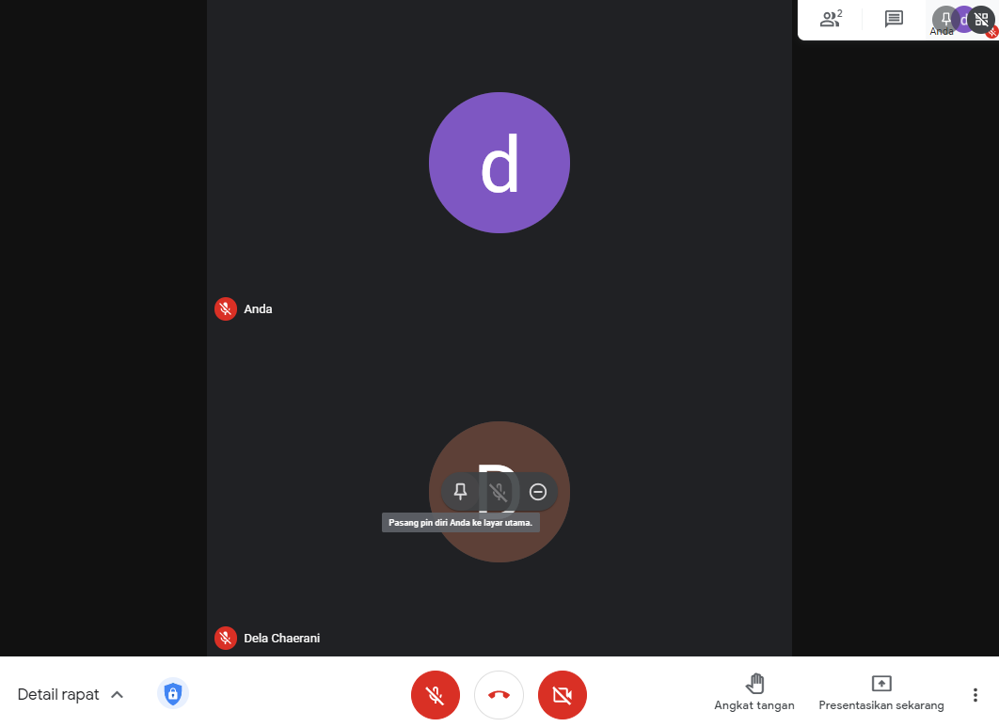 2
d
Anda
d
Anda
D
Pasang pin diri Anda ke layar utama.
Dela Chaerani
Detail rapat
Angkat tangan
Presentasikan sekarang